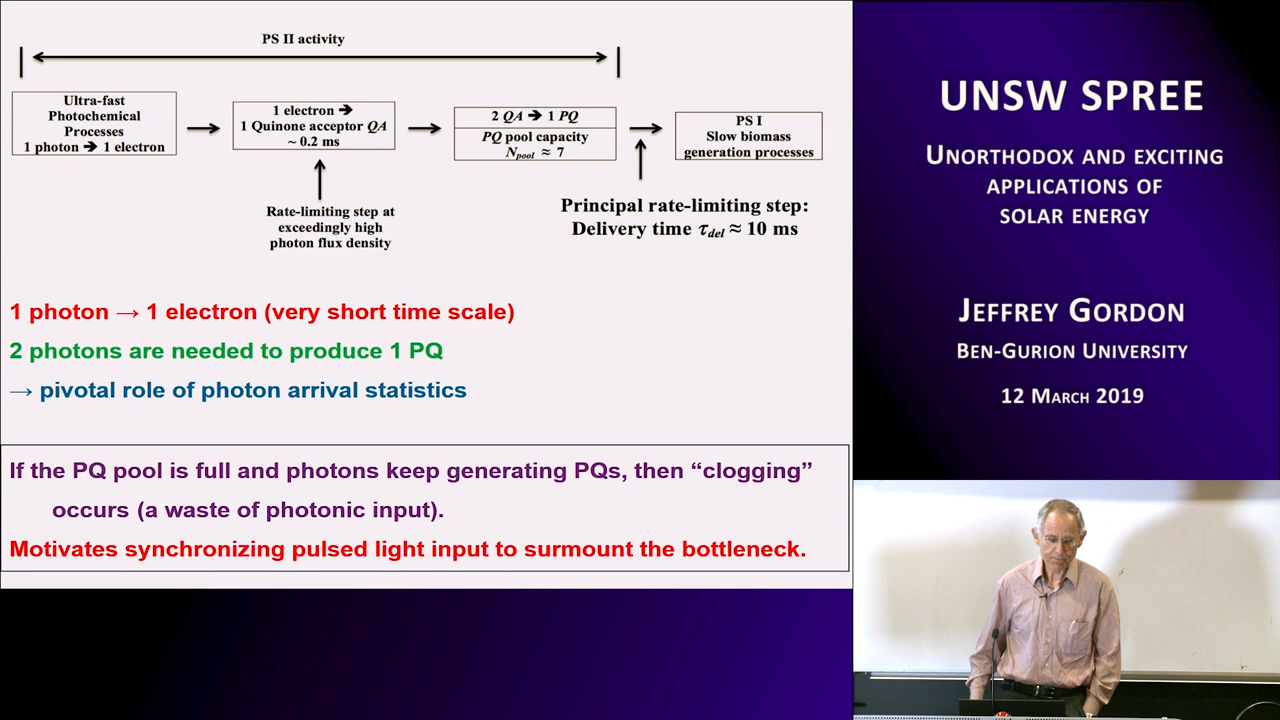 PS II activity
Ultra-fast
Photochemical
Processes
1 photon ➔ 1 electron
1 electron ➔
1 Quinone acceptor QA
~ 0.2 ms
2 QA ➔ 1 PQ
PQ pool capacity
Npool ≈ 7
PS I
Slow biomass
generation processes
Rate-limiting step at
exceedingly high
photon flux density
Principal rate-limiting step:
Delivery time τdel ≈ 10 ms
1 photon → 1 electron (very short time scale)
2 photons are needed to produce 1 PQ
→ pivotal role of photon arrival statistics
If the PQ pool is full and photons keep generating PQs, then “clogging”
occurs (a waste of photonic input).
Motivates synchronizing pulsed light input to surmount the bottleneck.
UNSW SPREE
UNORTHODOX AND EXCITING
APPLICATIONS OF
SOLAR ENERGY
JEFFREY GORDON
BEN-GURION UNIVERSITY
12 MARCH 2019